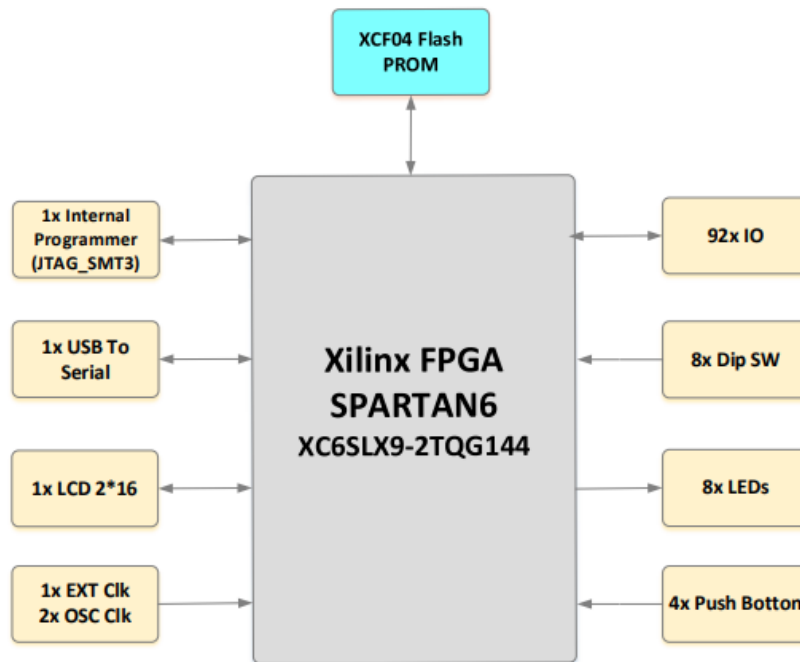 XCF04 Flash
PROM
1x Internal
Programmer
(JTAG_SMT3)
1x USB To
Serial
1x LCD 2*16
1x EXT Clk
2x OSC Clk
Xilinx FPGA
SPARTAN6
XC6SLX9-2TQG144
92x IO
8x Dip SW
8x LEDs
4x Push Botton